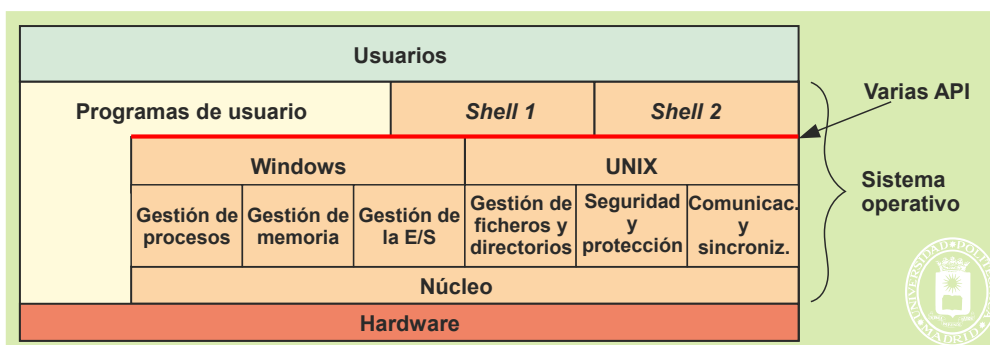 Usuarios
Programas de usuario
Shell 1
Shell 2
Varias API
Windows
UNIX
Sistema
operativo
Gestión de
procesos
Gestión de
memoria
Gestión de
la E/S
Gestión de
ficheros y
directorios
Seguridad
y
protección
Comunicac.
y
sincroniz.
Núcleo
Hardware